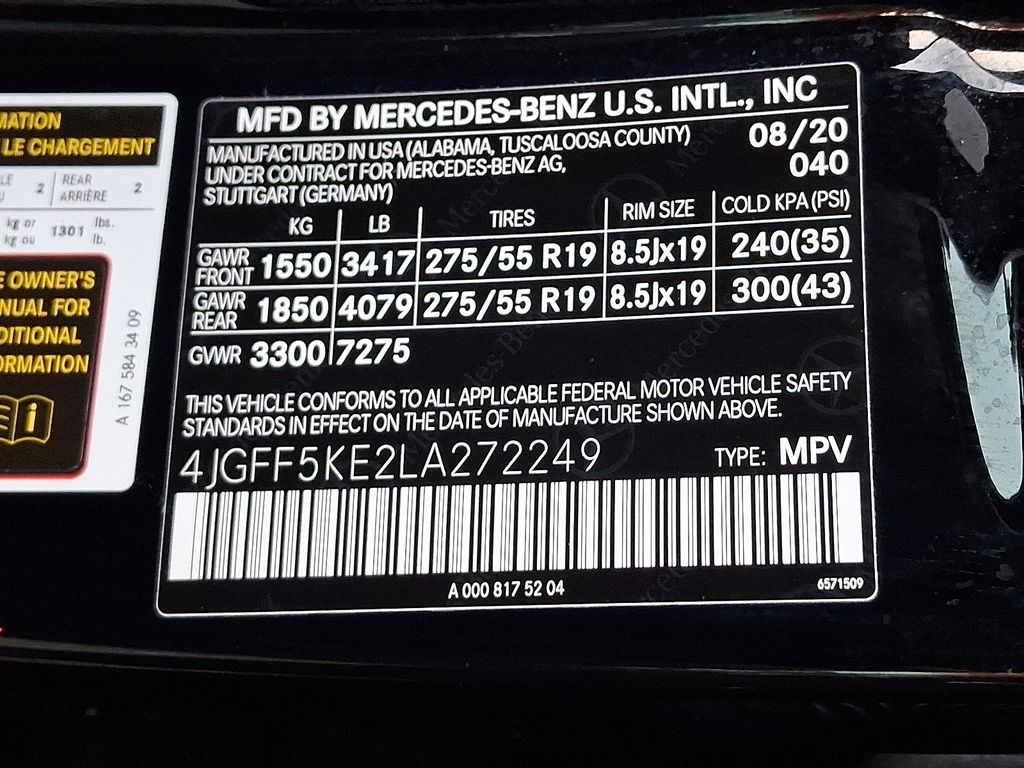 MATION
LE CHARGEMENT
2 REAR ARRIÈRE 2
kg or kg ou 1301 lbs. lb.
OWNER'S
FOR
A 167 584 34 09
MFD BY MERCEDES-BENZ U.S. INTL., INC
MANUFACTURED IN USA (ALABAMA, TUSCALOOSA COUNTY) 08/20
UNDER CONTRACT FOR MERCEDES-BENZ AG, 040
STUTTGART (GERMANY)
KG LB TIRES RIM SIZE COLD KPA (PSI)
GAWR FRONT 1550 3417 275/55 R19 8.5Jx19 240(35)
GAWR REAR 1850 4079 275/55 R19 8.5Jx19 300(43)
GVWR 3300 7275
THIS VEHICLE CONFORMS TO ALL APPLICABLE FEDERAL MOTOR VEHICLE SAFETY
STANDARDS IN EFFECT ON THE DATE OF MANUFACTURE SHOWN ABOVE.
4JGFF5KE2LA272249 TYPE: MPV
A 000 817 52 04
6571509